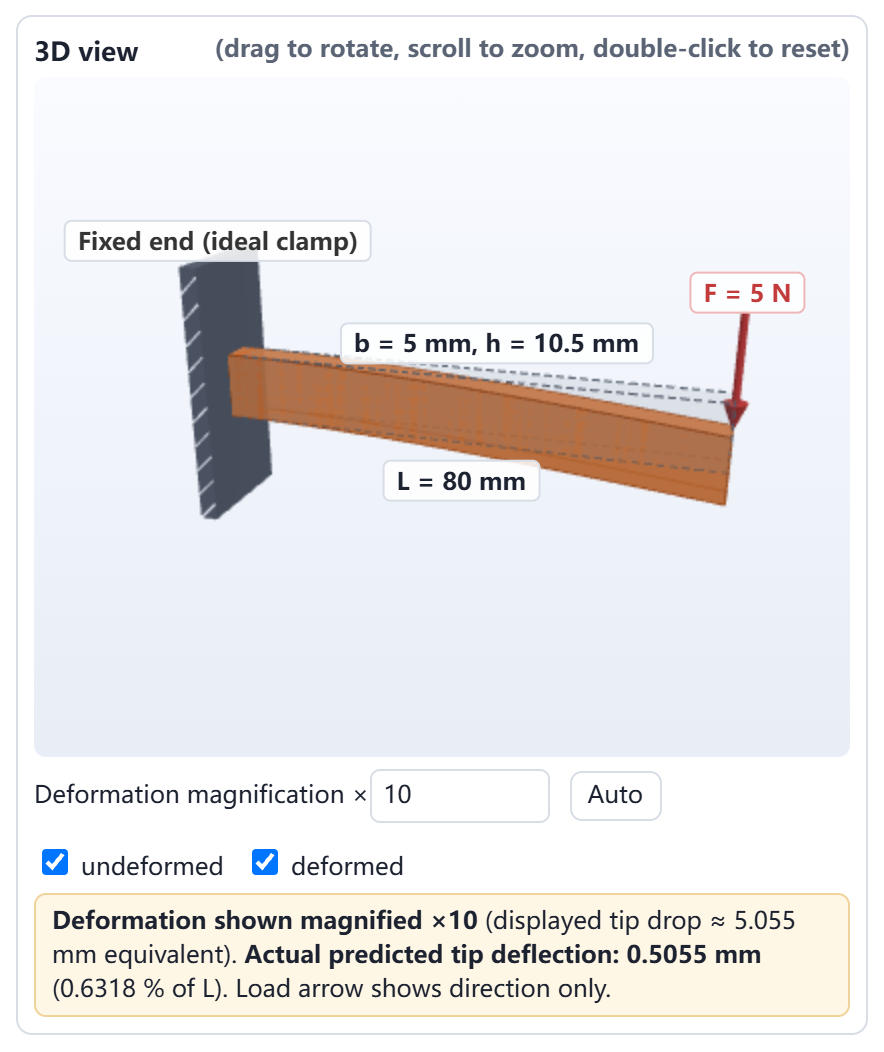 3D view (drag to rotate, scroll to zoom, double-click to reset)
Fixed end (ideal clamp)
F = 5 N
b = 5 mm, h = 10.5 mm
L = 80 mm
Deformation magnification × 10 Auto
undeformed deformed
Deformation shown magnified ×10 (displayed tip drop ≈ 5.055
mm equivalent). Actual predicted tip deflection: 0.5055 mm
(0.6318 % of L). Load arrow shows direction only.